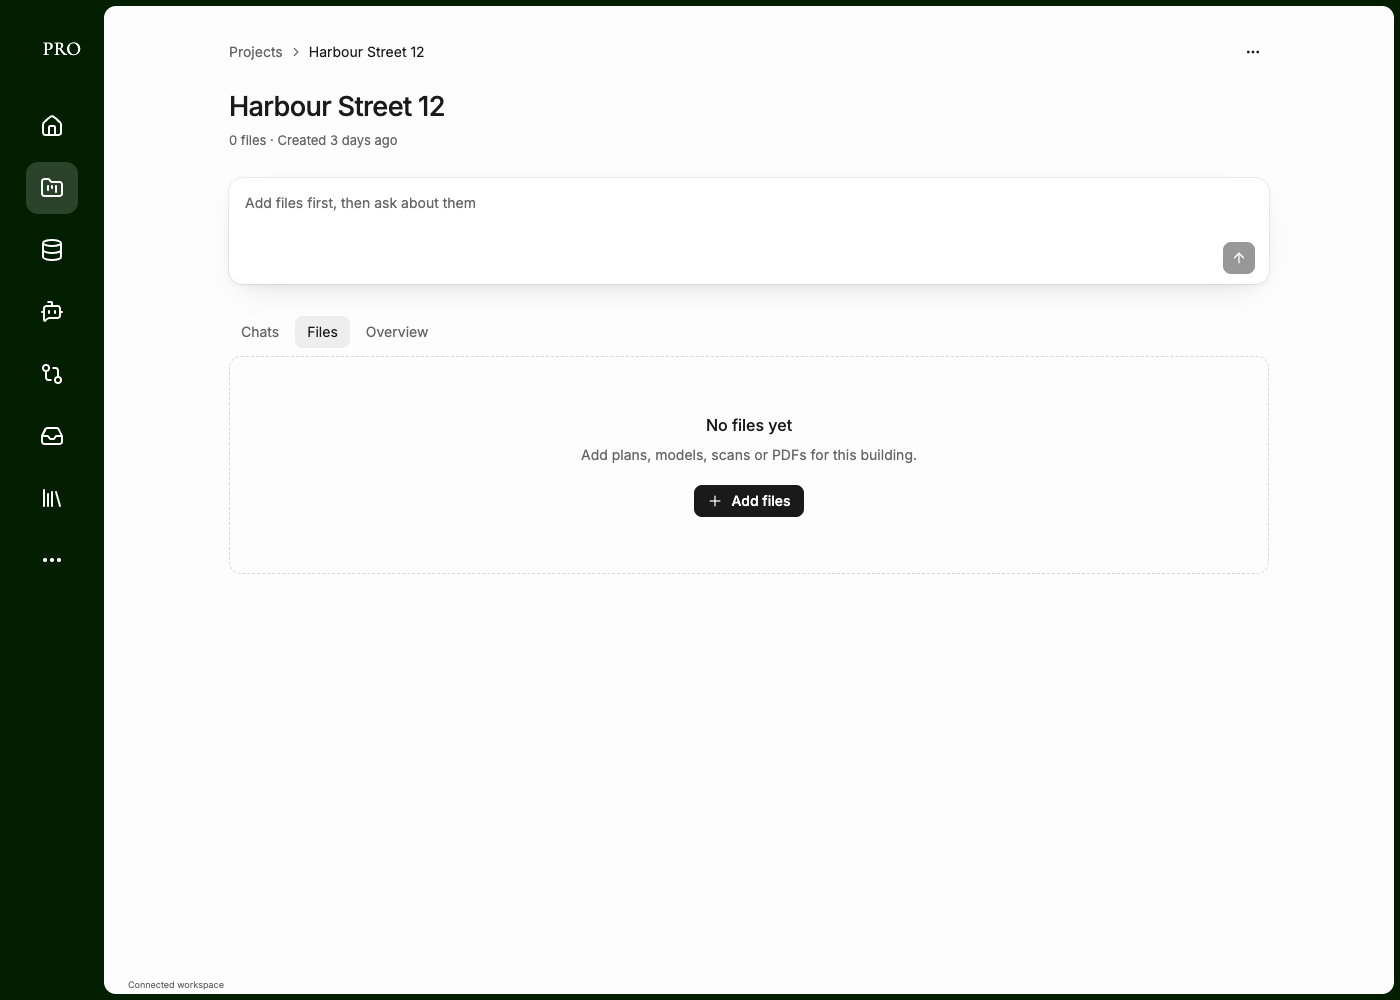 PRO
Projects > Harbour Street 12
Harbour Street 12
0 files · Created 3 days ago
Add files first, then ask about them
Chats Files Overview
No files yet
Add plans, models, scans or PDFs for this building.
+ Add files
Connected workspace